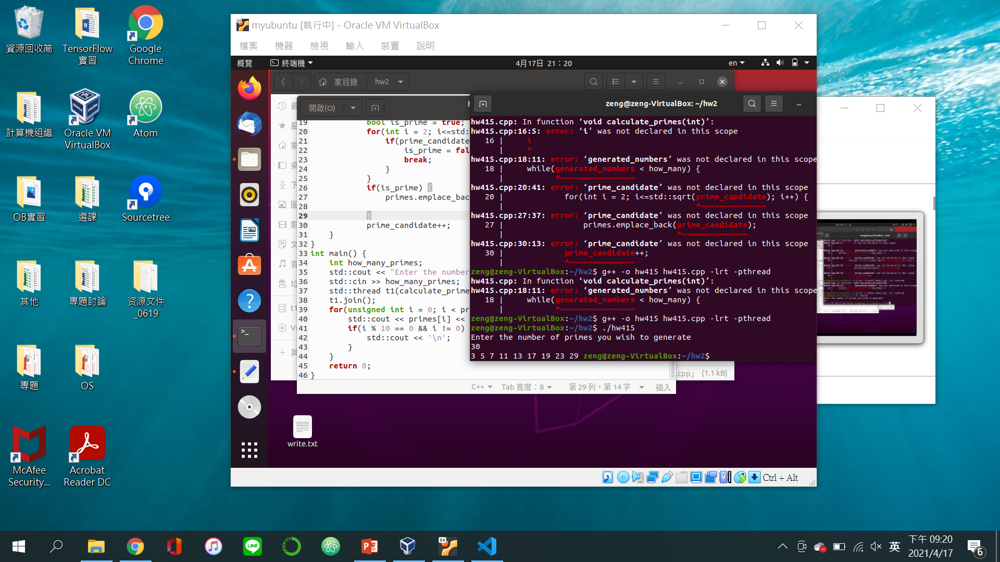 資源回收筒
TensorFlow
實習
Google
Chrome
計算機組織
Oracle VM
VirtualBox
Atom
OB實習
選課
Sourcetree
其他
專題討論
资源文件
_0619
專題
OS
McAfee
Security...
Acrobat
Reader DC
myubuntu [執行中] - Oracle VM VirtualBox
檔案 機器 檢視 輸入 裝置 說明
概覽 終端機 4月17日 21：20 en
家目錄 hw2
開啟(O)
zeng@zeng-VirtualBox: ~/hw2
19 bool is_prime = true;
20 for(int i = 2; i<=std:
21 if(prime_candidate
22 is_prime = fal
23 break;
24 }
25 }
26 if(is_prime) {
27 primes.emplace_bac
28
29 }
30 prime_candidate++;
31 }
32 }
33 int main() {
34 int how_many_primes;
35 std::cout << "Enter the number
36 std::cin >> how_many_primes;
37 std::thread t1(calculate_prime
38 t1.join();
39 for(unsigned int i = 0; i < pr
40 std::cout << primes[i] <<
41 if(i % 10 == 0 && i != 0)
42 std::cout << '\n';
43 }
44 }
45 return 0;
46 }
C++ Tab 寬度：8 第 29 列，第 14 字 插入
.cpp」 (1.1 kB)
hw415.cpp: In function ‘void calculate_primes(int)’:
hw415.cpp:16:5: error: ‘i’ was not declared in this scope
16 | i
| ^
hw415.cpp:18:11: error: ‘generated_numbers’ was not declared in this scope
18 | while(generated_numbers < how_many) {
| ^~~~~~~~~~~~~~~~~
hw415.cpp:20:41: error: ‘prime_candidate’ was not declared in this scope
20 | for(int i = 2; i<=std::sqrt(prime_candidate); i++) {
| ^~~~~~~~~~~~~~~
hw415.cpp:27:37: error: ‘prime_candidate’ was not declared in this scope
27 | primes.emplace_back(prime_candidate);
| ^~~~~~~~~~~~~~~
hw415.cpp:30:13: error: ‘prime_candidate’ was not declared in this scope
30 | prime_candidate++;
| ^~~~~~~~~~~~~~~
zeng@zeng-VirtualBox:~/hw2$ g++ -o hw415 hw415.cpp -lrt -pthread
hw415.cpp: In function ‘void calculate_primes(int)’:
hw415.cpp:18:11: error: ‘generated_numbers’ was not declared in this scope
18 | while(generated_numbers < how_many) {
| ^~~~~~~~~~~~~~~~~
zeng@zeng-VirtualBox:~/hw2$ g++ -o hw415 hw415.cpp -lrt -pthread
zeng@zeng-VirtualBox:~/hw2$ ./hw415
Enter the number of primes you wish to generate
30
3 5 7 11 13 17 19 23 29 zeng@zeng-VirtualBox:~/hw2$
write.txt
Ctrl + Alt
英
下午 09:20
2021/4/17
6